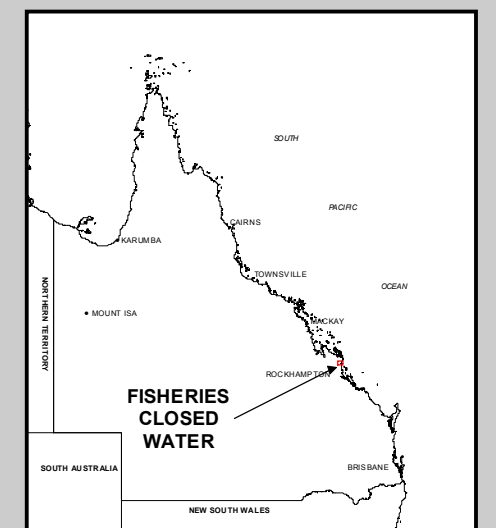 SOUTH
PACIFIC
OCEAN
CAIRNS
KARUMBA
TOWNSVILLE
NORTHERN TERRITORY
MOUNT ISA
MACKAY
ROCKHAMPTON
FISHERIES
CLOSED
WATER
SOUTH AUSTRALIA
BRISBANE
NEW SOUTH WALES